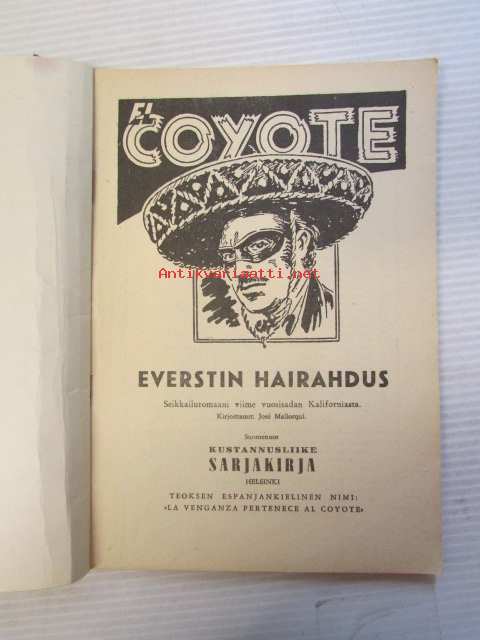 EL
COYOTE
Antikvariaatti.net
EVERSTIN HAIRAHDUS
Seikkailuromaani viime vuosisadan Kaliforniasta.
Kirjoittanut José Mallorqui.
Suomennos
KUSTANNUSLIIKE
SARJAKIRJA
HELSINKI
TEOKSEN ESPANJANKIELINEN NIMI:
»LA VENGANZA PERTENECE AL COYOTE»